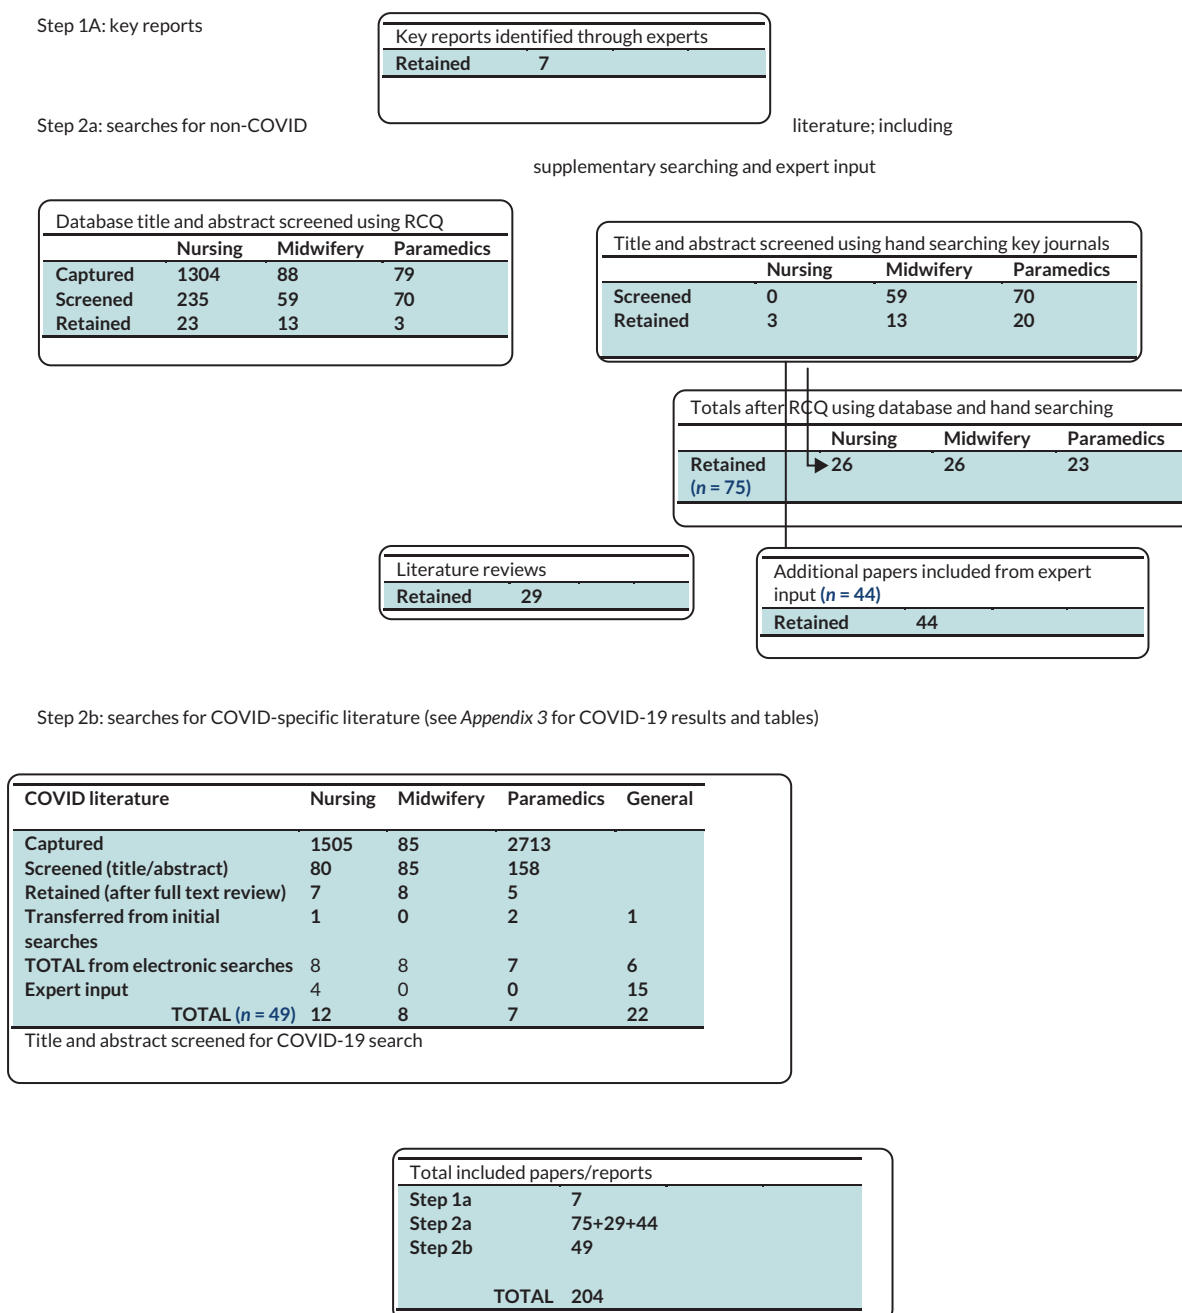 Step 1A: key reports
Key reports identified through experts
Retained 7
Step 2a: searches for non-COVID literature; including
supplementary searching and expert input
Database title and abstract screened using RCQ
Nursing Midwifery Paramedics
Captured 1304 88 79
Screened 235 59 70
Retained 23 13 3
Title and abstract screened using hand searching key journals
Nursing Midwifery Paramedics
Screened 0 59 70
Retained 3 13 20
Totals after RCQ using database and hand searching
Nursing Midwifery Paramedics
Retained 26 26 23
(n = 75)
Literature reviews
Retained 29
Additional papers included from expert
input (n = 44)
Retained 44
Step 2b: searches for COVID-specific literature (see Appendix 3 for COVID-19 results and tables)
COVID literature Nursing Midwifery Paramedics General
Captured 1505 85 2713
Screened (title/abstract) 80 85 158
Retained (after full text review) 7 8 5
Transferred from initial 1 0 2 1
searches
TOTAL from electronic searches 8 8 7 6
Expert input 4 0 0 15
TOTAL (n = 49) 12 8 7 22
Title and abstract screened for COVID-19 search
Total included papers/reports
Step 1a 7
Step 2a 75+29+44
Step 2b 49
TOTAL 204